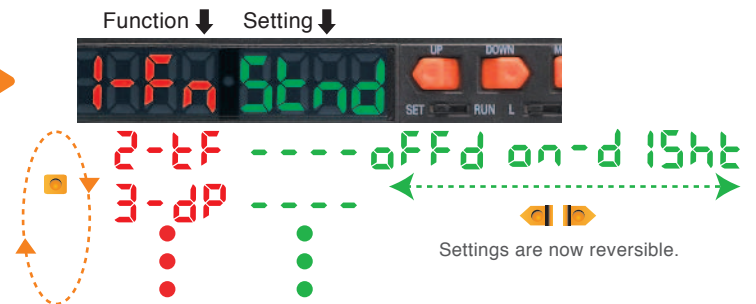 Function Setting
1-Fn Stnd
UP DOWN M
SET RUN L
2-tF ---- oFFd on-d 1Sht
3-dP ----
Settings are now reversible.